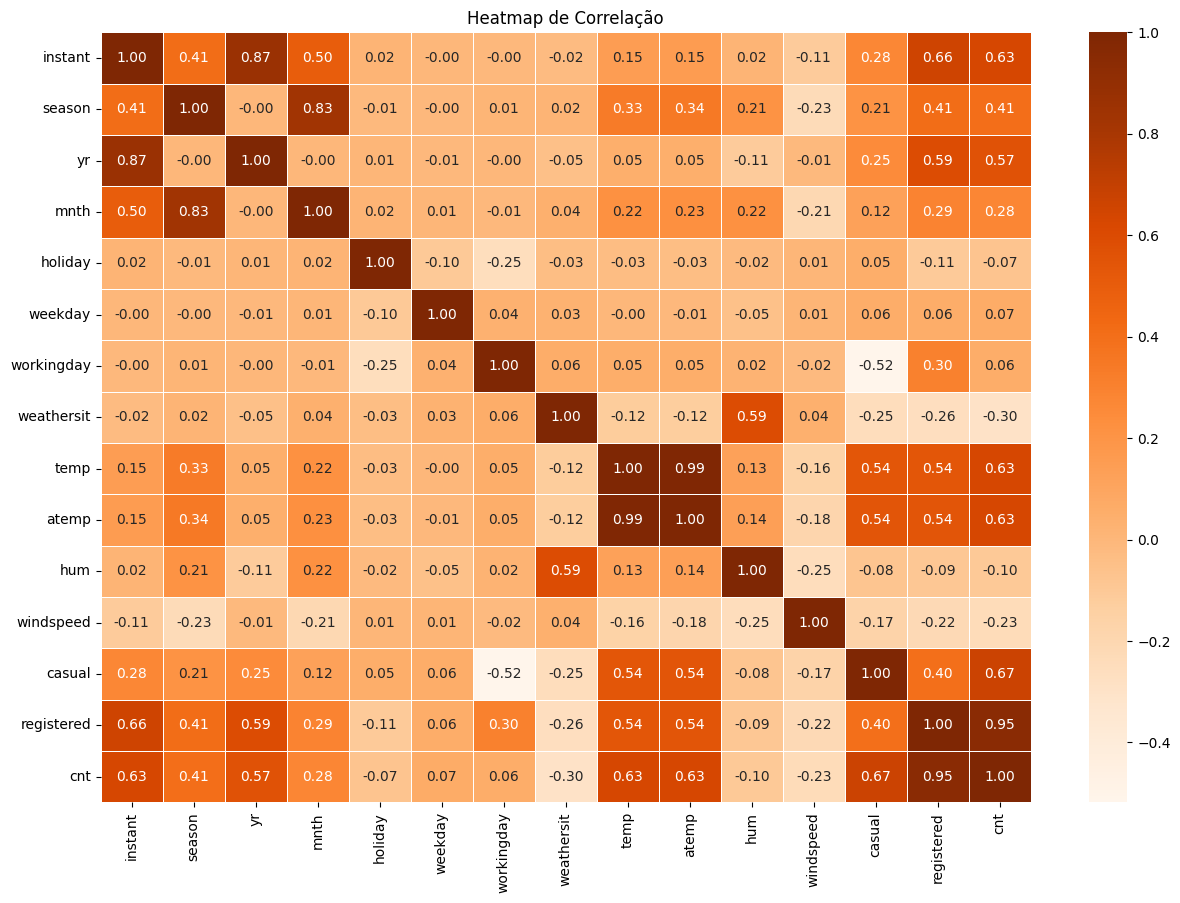 Heatmap de Correlação
instant 1.00 0.41 0.87 0.50 0.02 -0.00 -0.00 -0.02 0.15 0.15 0.02 -0.11 0.28 0.66 0.63
season 0.41 1.00 -0.00 0.83 -0.01 -0.00 0.01 0.02 0.33 0.34 0.21 -0.23 0.21 0.41 0.41
yr 0.87 -0.00 1.00 -0.00 0.01 -0.01 -0.00 -0.05 0.05 0.05 -0.11 -0.01 0.25 0.59 0.57
mnth 0.50 0.83 -0.00 1.00 0.02 0.01 -0.01 0.04 0.22 0.23 0.22 -0.21 0.12 0.29 0.28
holiday 0.02 -0.01 0.01 0.02 1.00 -0.10 -0.25 -0.03 -0.03 -0.03 -0.02 0.01 0.05 -0.11 -0.07
weekday -0.00 -0.00 -0.01 0.01 -0.10 1.00 0.04 0.03 -0.00 -0.01 -0.05 0.01 0.06 0.06 0.07
workingday -0.00 0.01 -0.00 -0.01 -0.25 0.04 1.00 0.06 0.05 0.05 0.02 -0.02 -0.52 0.30 0.06
weathersit -0.02 0.02 -0.05 0.04 -0.03 0.03 0.06 1.00 -0.12 -0.12 0.59 0.04 -0.25 -0.26 -0.30
temp 0.15 0.33 0.05 0.22 -0.03 -0.00 0.05 -0.12 1.00 0.99 0.13 -0.16 0.54 0.54 0.63
atemp 0.15 0.34 0.05 0.23 -0.03 -0.01 0.05 -0.12 0.99 1.00 0.14 -0.18 0.54 0.54 0.63
hum 0.02 0.21 -0.11 0.22 -0.02 -0.05 0.02 0.59 0.13 0.14 1.00 -0.25 -0.08 -0.09 -0.10
windspeed -0.11 -0.23 -0.01 -0.21 0.01 0.01 -0.02 0.04 -0.16 -0.18 -0.25 1.00 -0.17 -0.22 -0.23
casual 0.28 0.21 0.25 0.12 0.05 0.06 -0.52 -0.25 0.54 0.54 -0.08 -0.17 1.00 0.40 0.67
registered 0.66 0.41 0.59 0.29 -0.11 0.06 0.30 -0.26 0.54 0.54 -0.09 -0.22 0.40 1.00 0.95
cnt 0.63 0.41 0.57 0.28 -0.07 0.07 0.06 -0.30 0.63 0.63 -0.10 -0.23 0.67 0.95 1.00
instant season yr mnth holiday weekday workingday weathersit temp atemp hum windspeed casual registered cnt
1.0
0.8
0.6
0.4
0.2
0.0
−0.2
−0.4